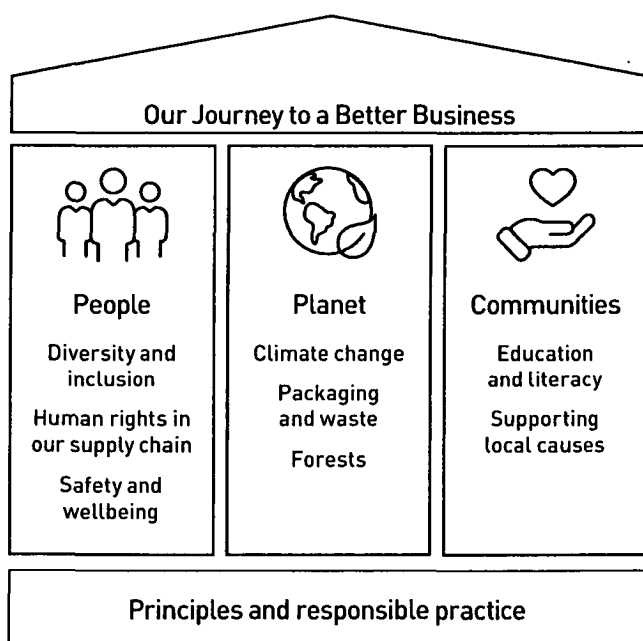 Our Journey to a Better Business
People
Diversity and
inclusion
Human rights in
our supply chain
Safety and
wellbeing
Planet
Climate change
Packaging
and waste
Forests
Communities
Education
and literacy
Supporting
local causes
Principles and responsible practice